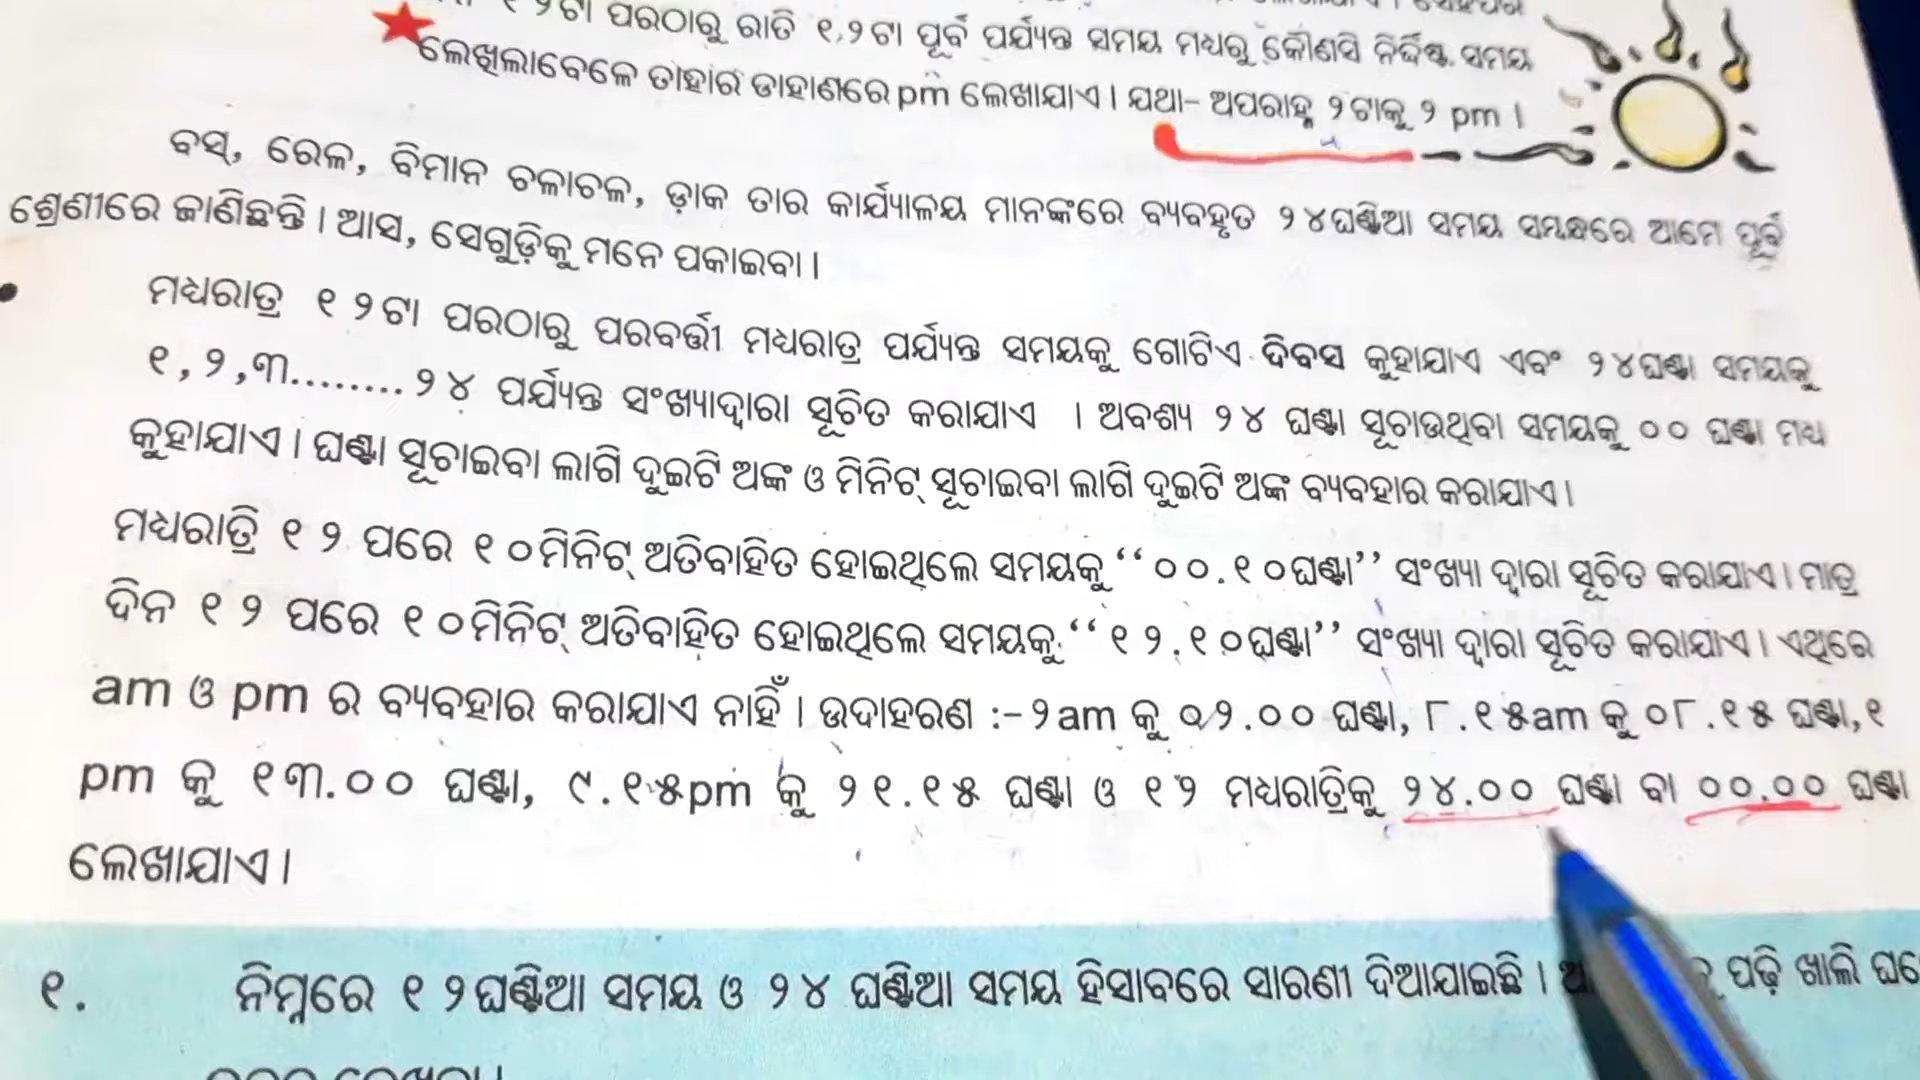 ୧ ୨ଟା ପରଠାରୁ ରାତି ୧୨ଟା ପୂର୍ବ ପର୍ଯ୍ୟନ୍ତ ସମୟ ମଧ୍ୟରୁ କୌଣସି ନିର୍ଦ୍ଦିଷ୍ଟ ସମୟ
ଲେଖିଲାବେଳେ ତାହାର ଡାହାଣରେ pm ଲେଖାଯାଏ । ଯଥା- ଅପରାହ୍ନ ୨ଟାକୁ ୨ pm ।
ବସ୍, ରେଳ, ବିମାନ ଚଳାଚଳ, ଡ଼ାକ ତାର କାର୍ଯ୍ୟାଳୟ ମାନଙ୍କରେ ବ୍ୟବହୃତ ୨୪ଘଣ୍ଟିଆ ସମୟ ସମ୍ବନ୍ଧରେ ଆମେ ପୂର୍ବ
ଶ୍ରେଣୀରେ ଜାଣିଛନ୍ତି । ଆସ, ସେଗୁଡ଼ିକୁ ମନେ ପକାଇବା ।
ମଧ୍ୟରାତ୍ର ୧ ୨ଟା ପରଠାରୁ ପରବର୍ତ୍ତୀ ମଧ୍ୟରାତ୍ର ପର୍ଯ୍ୟନ୍ତ ସମୟକୁ ଗୋଟିଏ ଦିବସ କୁହାଯାଏ ଏବଂ ୨୪ଘଣ୍ଟା ସମୟକୁ
୧,୨,୩........୨୪ ପର୍ଯ୍ୟନ୍ତ ସଂଖ୍ୟାଦ୍ୱାରା ସୂଚିତ କରାଯାଏ । ଅବଶ୍ୟ ୨୪ ଘଣ୍ଟା ସୂଚାଉଥିବା ସମୟକୁ ୦୦ ଘଣ୍ଟା ମଧ୍ୟ
କୁହାଯାଏ । ଘଣ୍ଟା ସୂଚାଇବା ଲାଗି ଦୁଇଟି ଅଙ୍କ ଓ ମିନିଟ୍ ସୂଚାଇବା ଲାଗି ଦୁଇଟି ଅଙ୍କ ବ୍ୟବହାର କରାଯାଏ ।
ମଧ୍ୟରାତ୍ରି ୧ ୨ ପରେ ୧୦ମିନିଟ୍ ଅତିବାହିତ ହୋଇଥିଲେ ସମୟକୁ “୦୦.୧୦ଘଣ୍ଟା” ସଂଖ୍ୟା ଦ୍ୱାରା ସୂଚିତ କରାଯାଏ । ମାତ୍ର
ଦିନ ୧୨ ପରେ ୧୦ମିନିଟ୍ ଅତିବାହିତ ହୋଇଥିଲେ ସମୟକୁ “୧୨.୧୦ଘଣ୍ଟା” ସଂଖ୍ୟା ଦ୍ୱାରା ସୂଚିତ କରାଯାଏ । ଏଥିରେ
am ଓ pm ର ବ୍ୟବହାର କରାଯାଏ ନାହିଁ । ଉଦାହରଣ :- ୨am କୁ ୦୨.୦୦ ଘଣ୍ଟା, ୮.୧୫am କୁ ୦୮.୧୫ ଘଣ୍ଟା, ୧
pm କୁ ୧୩.୦୦ ଘଣ୍ଟା, ୯.୧୫pm କୁ ୨୧.୧୫ ଘଣ୍ଟା ଓ ୧୨ ମଧ୍ୟରାତ୍ରିକୁ ୨୪.୦୦ ଘଣ୍ଟା ବା ୦୦.୦୦ ଘଣ୍ଟା
ଲେଖାଯାଏ ।
୧. ନିମ୍ନରେ ୧୨ଘଣ୍ଟିଆ ସମୟ ଓ ୨୪ ଘଣ୍ଟିଆ ସମୟ ହିସାବରେ ସାରଣୀ ଦିଆଯାଇଛି । ପଢ଼ି ଖାଲି